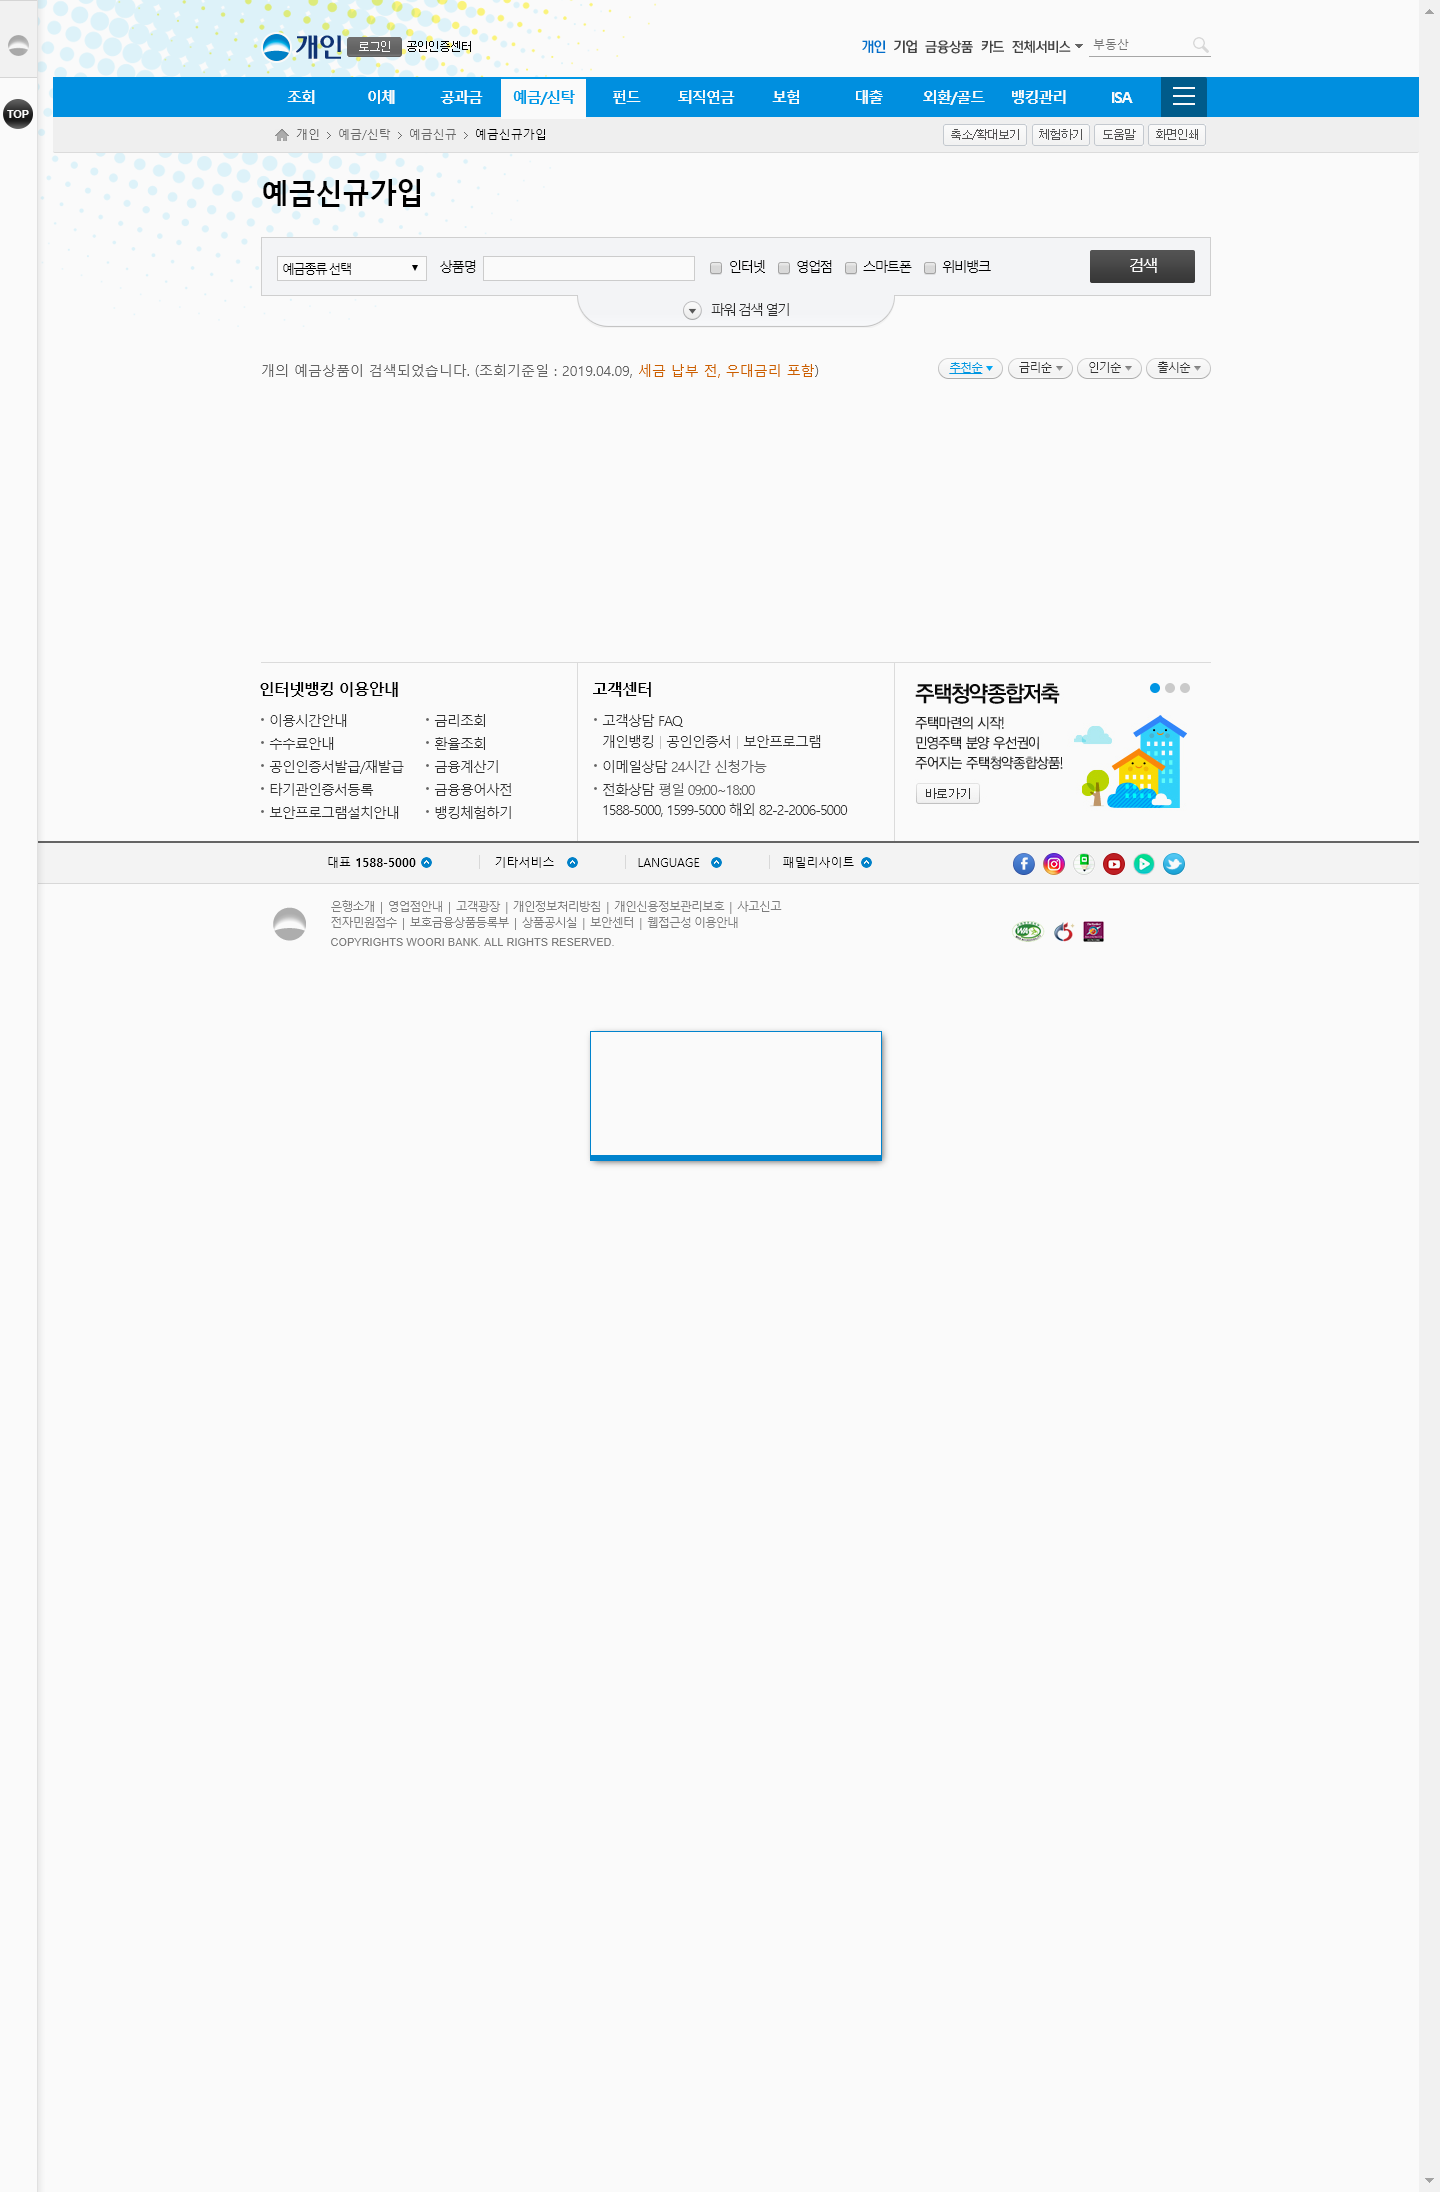 개인 로그인 공인인증센터
개인 기업 금융상품 카드 전체서비스 부동산
TOP
조회 이체 공과금 예금/신탁 펀드 퇴직연금 보험 대출 외환/골드 뱅킹관리 ISA
개인 > 예금/신탁 > 예금신규 > 예금신규가입
축소/확대보기 체험하기 도움말 화면인쇄
예금신규가입
예금종류 선택 상품명 인터넷 영업점 스마트폰 위비뱅크 검색
파워 검색 열기
개의 예금상품이 검색되었습니다. (조회기준일 : 2019.04.09, 세금 납부 전, 우대금리 포함)
추천순 금리순 인기순 출시순
인터넷뱅킹 이용안내
이용시간안내
수수료안내
공인인증서발급/재발급
타기관인증서등록
보안프로그램설치안내
금리조회
환율조회
금융계산기
금융용어사전
뱅킹체험하기
고객센터
고객상담 FAQ
개인뱅킹 | 공인인증서 | 보안프로그램
이메일상담 24시간 신청가능
전화상담 평일 09:00~18:00
1588-5000, 1599-5000 해외 82-2-2006-5000
주택청약종합저축
주택마련의 시작!
민영주택 분양 우선권이
주어지는 주택청약종합상품!
바로가기
대표 1588-5000 기타서비스 LANGUAGE 패밀리사이트
은행소개 | 영업점안내 | 고객광장 | 개인정보처리방침 | 개인신용정보관리보호 | 사고신고
전자민원접수 | 보호금융상품등록부 | 상품공시실 | 보안센터 | 웹접근성 이용안내
COPYRIGHTS WOORI BANK. ALL RIGHTS RESERVED.
WA